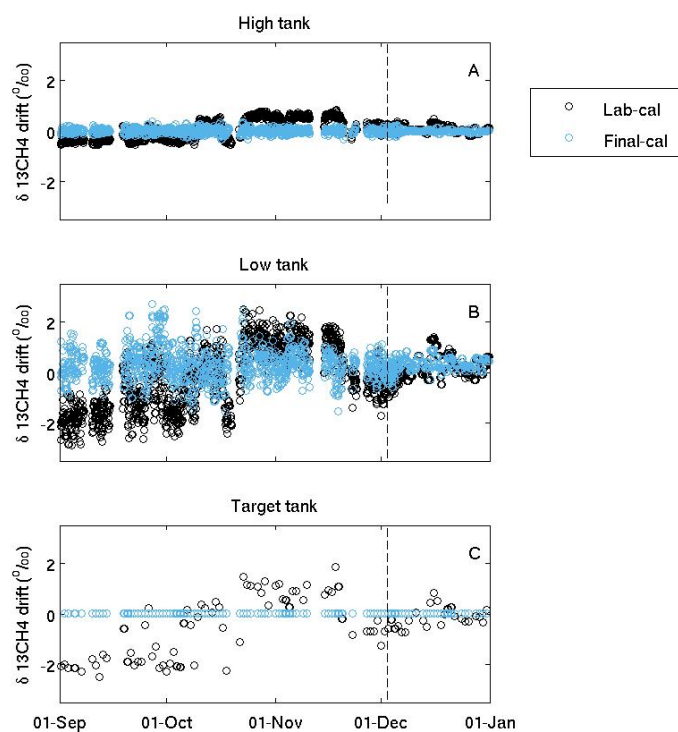 High tank
2
0
-2
δ 13CH4 drift (⁰/₀₀)
A
Lab-cal
Final-cal
Low tank
2
0
-2
δ 13CH4 drift (⁰/₀₀)
B
Target tank
2
0
-2
δ 13CH4 drift (⁰/₀₀)
C
01-Sep 01-Oct 01-Nov 01-Dec 01-Jan